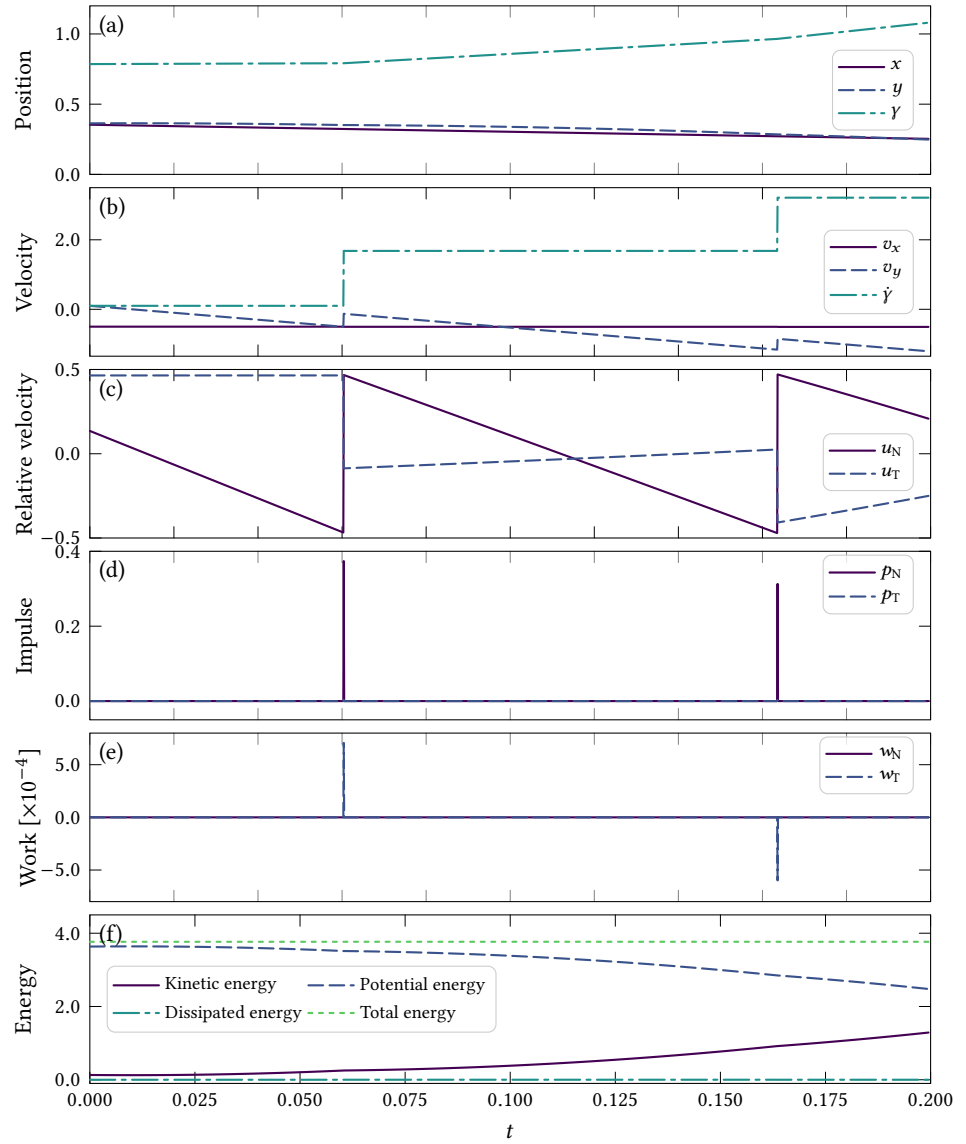 (a)
Position
1.0
0.5
0.0
x
y
γ
(b)
Velocity
2.0
0.0
v_x
v_y
γ̇
(c)
Relative velocity
0.5
0.0
−0.5
u_N
u_T
(d)
Impulse
0.4
0.2
0.0
p_N
p_T
(e)
Work [×10⁻⁴]
5.0
0.0
−5.0
w_N
w_T
(f)
Energy
4.0
2.0
0.0
Kinetic energy Potential energy
Dissipated energy Total energy
0.000 0.025 0.050 0.075 0.100 0.125 0.150 0.175 0.200
t